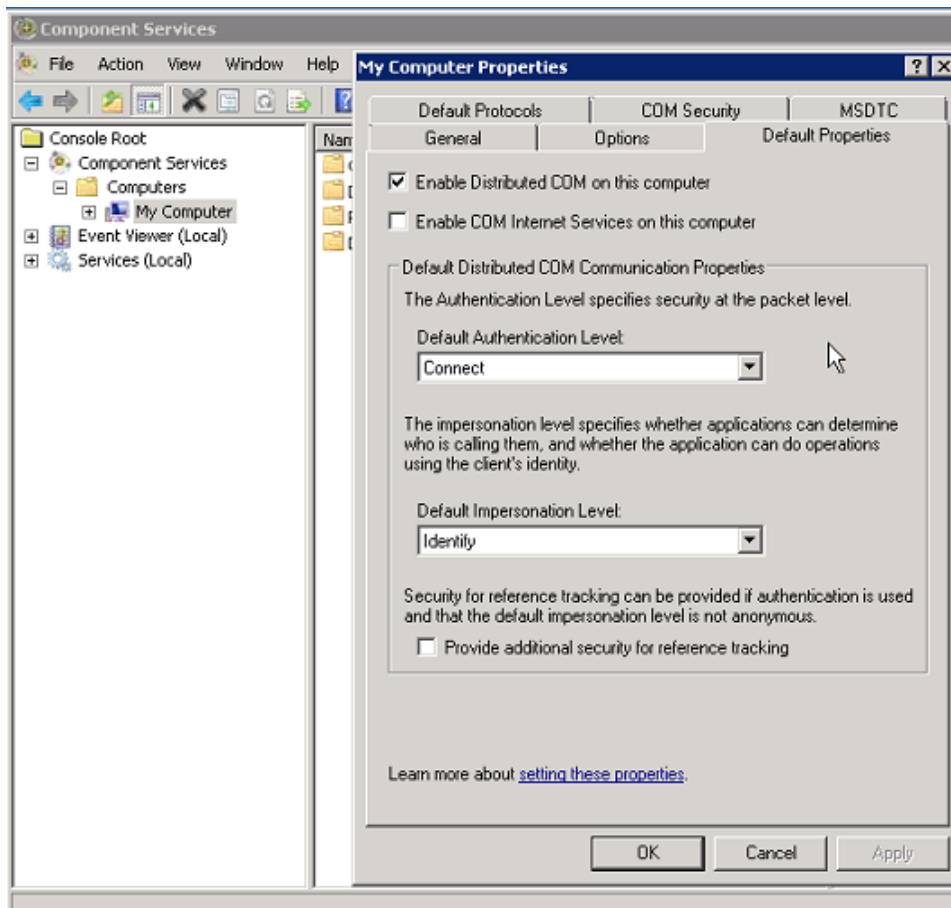 Component Services
File Action View Window Help
Console Root
Component Services
Computers
My Computer
Event Viewer (Local)
Services (Local)
My Computer Properties
Default Protocols COM Security MSDTC
General Options Default Properties
Enable Distributed COM on this computer
Enable COM Internet Services on this computer
Default Distributed COM Communication Properties
The Authentication Level specifies security at the packet level.
Default Authentication Level:
Connect
The impersonation level specifies whether applications can determine
who is calling them, and whether the application can do operations
using the client's identity.
Default Impersonation Level:
Identify
Security for reference tracking can be provided if authentication is used
and that the default impersonation level is not anonymous.
Provide additional security for reference tracking
Learn more about setting these properties.
OK Cancel Apply